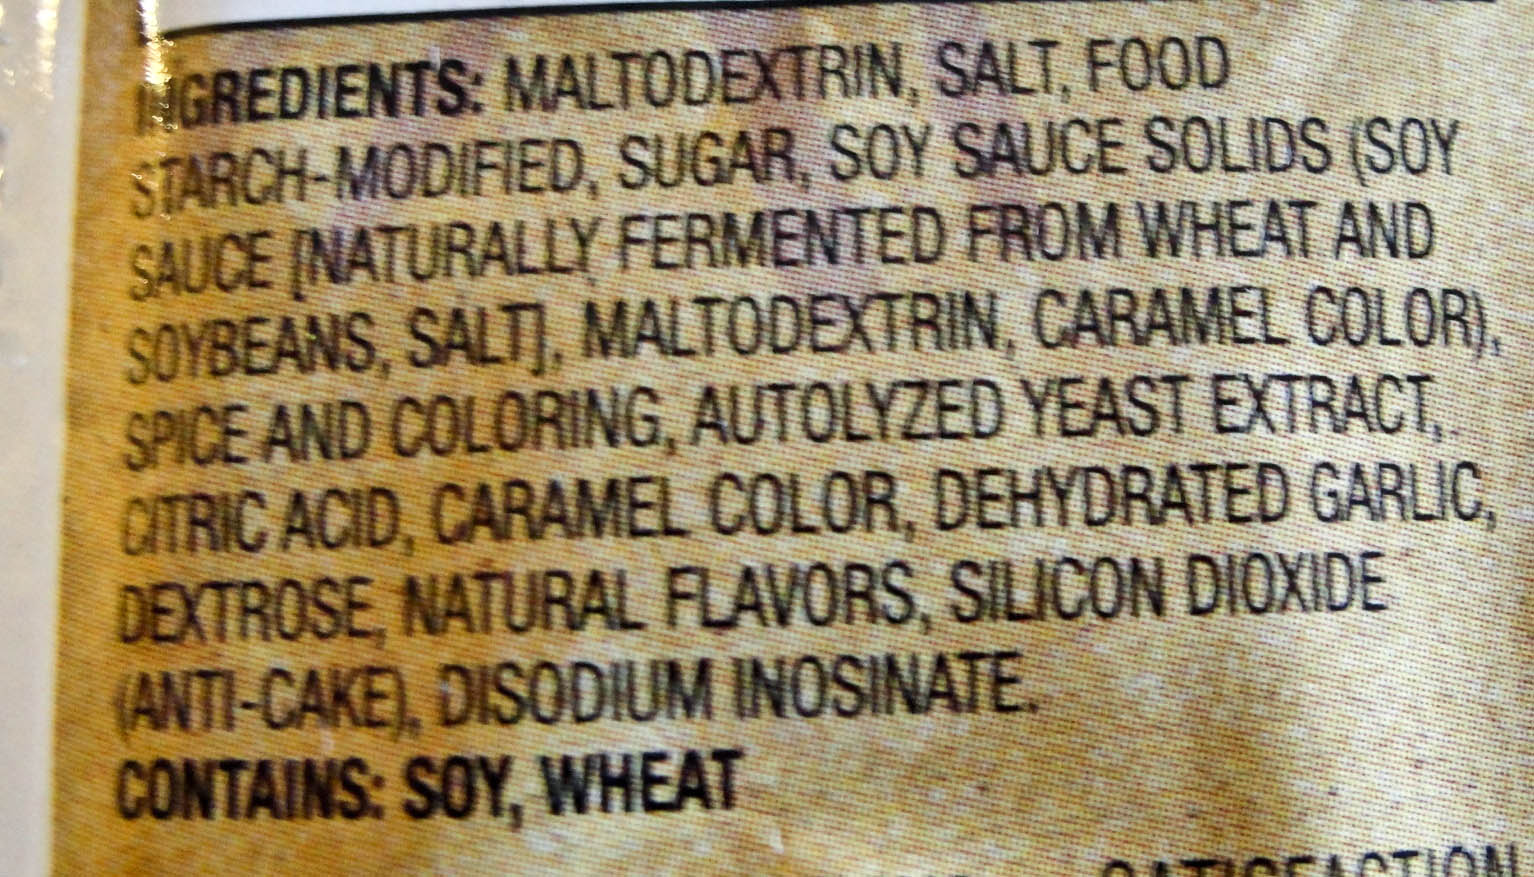 INGREDIENTS: MALTODEXTRIN, SALT, FOOD
STARCH-MODIFIED, SUGAR, SOY SAUCE SOLIDS (SOY
SAUCE [NATURALLY FERMENTED FROM WHEAT AND
SOYBEANS, SALT], MALTODEXTRIN, CARAMEL COLOR),
SPICE AND COLORING, AUTOLYZED YEAST EXTRACT,
CITRIC ACID, CARAMEL COLOR, DEHYDRATED GARLIC,
DEXTROSE, NATURAL FLAVORS, SILICON DIOXIDE
(ANTI-CAKE), DISODIUM INOSINATE.
CONTAINS: SOY, WHEAT
SATISFACTION